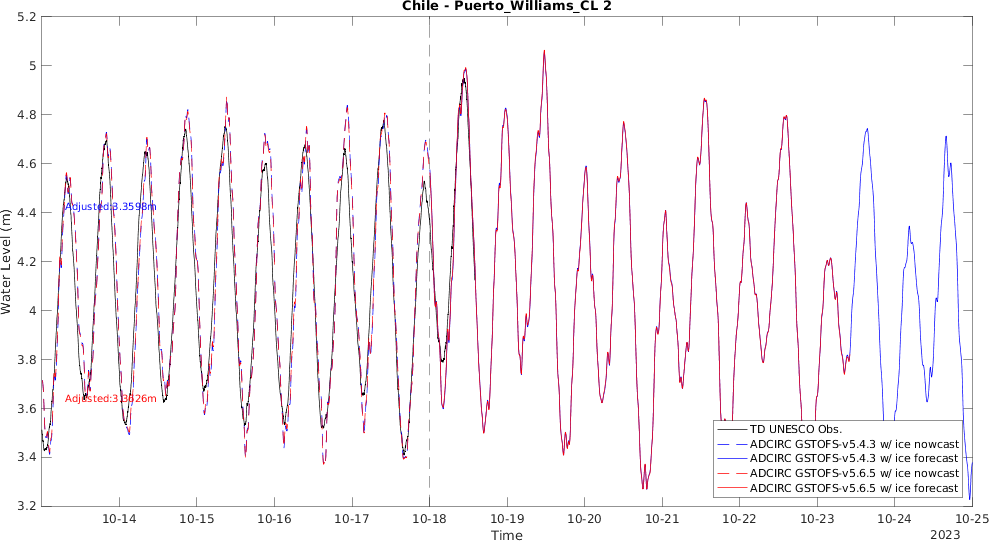 Chile - Puerto_Williams_CL 2
5.2
5
4.8
4.6
4.4
4.2
4
3.8
3.6
3.4
3.2
Water Level (m)
Adjusted:3.3598m
Adjusted:3.3326m
TD UNESCO Obs.
ADCIRC GSTOFS-v5.4.3 w/ ice nowcast
ADCIRC GSTOFS-v5.4.3 w/ ice forecast
ADCIRC GSTOFS-v5.6.5 w/ ice nowcast
ADCIRC GSTOFS-v5.6.5 w/ ice forecast
10-14 10-15 10-16 10-17 10-18 10-19 10-20 10-21 10-22 10-23 10-24 10-25
Time
2023